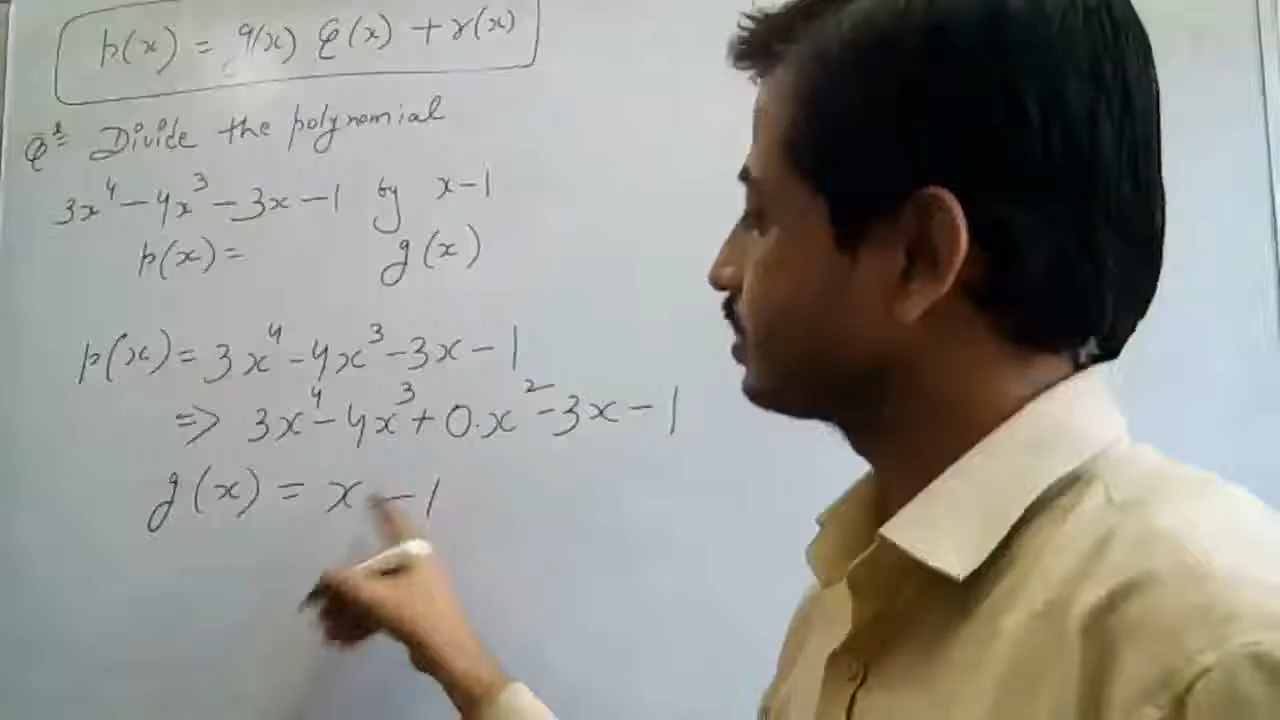 p(x) = g(x) Q(x) + r(x)
Q1 Divide the polynomial
3x⁴ - 4x³ - 3x - 1 by x - 1
p(x) = g(x)
p(x) = 3x⁴ - 4x³ - 3x - 1
=> 3x⁴ - 4x³ + 0.x² - 3x - 1
g(x) = x - 1